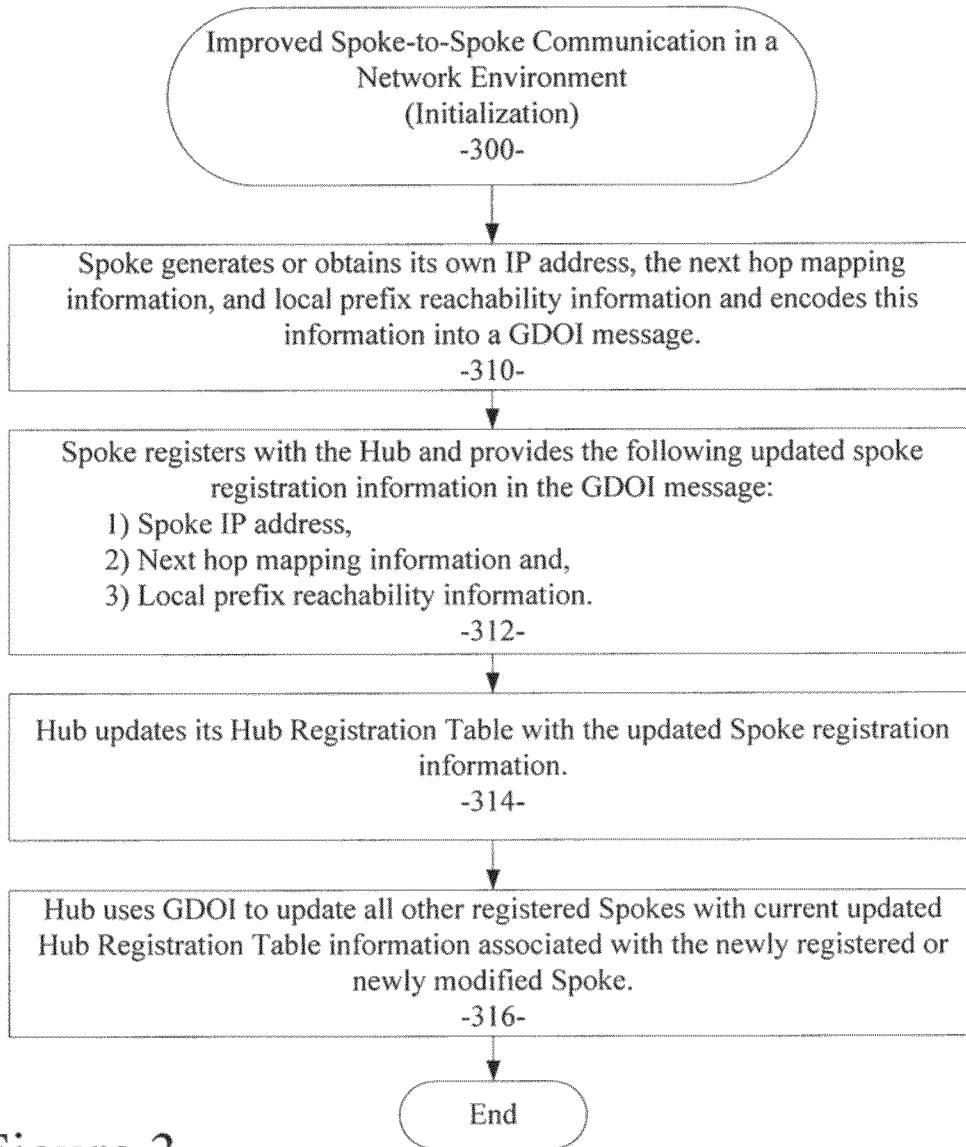 Improved Spoke-to-Spoke Communication in a
Network Environment
(Initialization)
-300-
Spoke generates or obtains its own IP address, the next hop mapping
information, and local prefix reachability information and encodes this
information into a GDOI message.
-310-
Spoke registers with the Hub and provides the following updated spoke
registration information in the GDOI message:
1) Spoke IP address,
2) Next hop mapping information and,
3) Local prefix reachability information.
-312-
Hub updates its Hub Registration Table with the updated Spoke registration
information.
-314-
Hub uses GDOI to update all other registered Spokes with current updated
Hub Registration Table information associated with the newly registered or
newly modified Spoke.
-316-
End